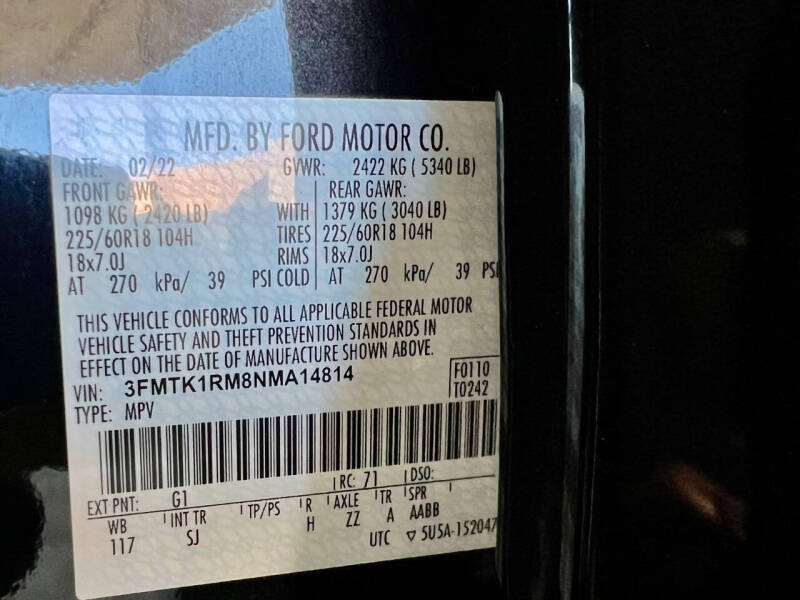 MFD. BY FORD MOTOR CO.
DATE: 02/22 GVWR: 2422 KG ( 5340 LB)
FRONT GAWR: REAR GAWR:
1098 KG ( 2420 LB) WITH 1379 KG ( 3040 LB)
225/60R18 104H TIRES 225/60R18 104H
18x7.0J RIMS 18x7.0J
AT 270 kPa/ 39 PSI COLD AT 270 kPa/ 39 PSI
THIS VEHICLE CONFORMS TO ALL APPLICABLE FEDERAL MOTOR
VEHICLE SAFETY AND THEFT PREVENTION STANDARDS IN
EFFECT ON THE DATE OF MANUFACTURE SHOWN ABOVE.
VIN: 3FMTK1RM8NMA14814 F0110
TYPE: MPV T0242
EXT PNT: G1 RC: 71 DSO:
WB INT TR TP/PS R AXLE TR SPR
117 SJ H ZZ A AABB
UTC ▽ 5U5A-152047